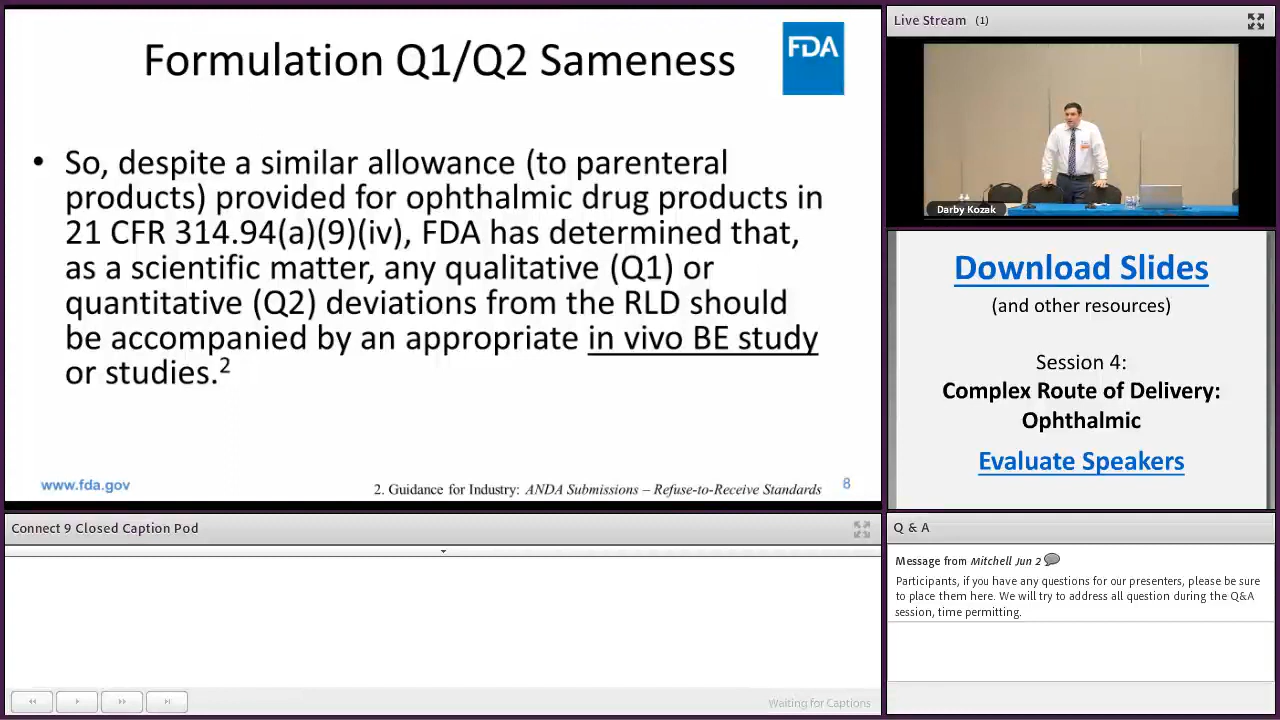 Formulation Q1/Q2 Sameness
FDA
• So, despite a similar allowance (to parenteral
products) provided for ophthalmic drug products in
21 CFR 314.94(a)(9)(iv), FDA has determined that,
as a scientific matter, any qualitative (Q1) or
quantitative (Q2) deviations from the RLD should
be accompanied by an appropriate in vivo BE study
or studies.²
www.fda.gov
2. Guidance for Industry: ANDA Submissions – Refuse-to-Receive Standards
8
Live Stream (1)
Darby Kozak
Download Slides
(and other resources)
Session 4:
Complex Route of Delivery:
Ophthalmic
Evaluate Speakers
Connect 9 Closed Caption Pod
Waiting for Captions
Q & A
Message from Mitchell Jun 2
Participants, if you have any questions for our presenters, please be sure
to place them here. We will try to address all question during the Q&A
session, time permitting.